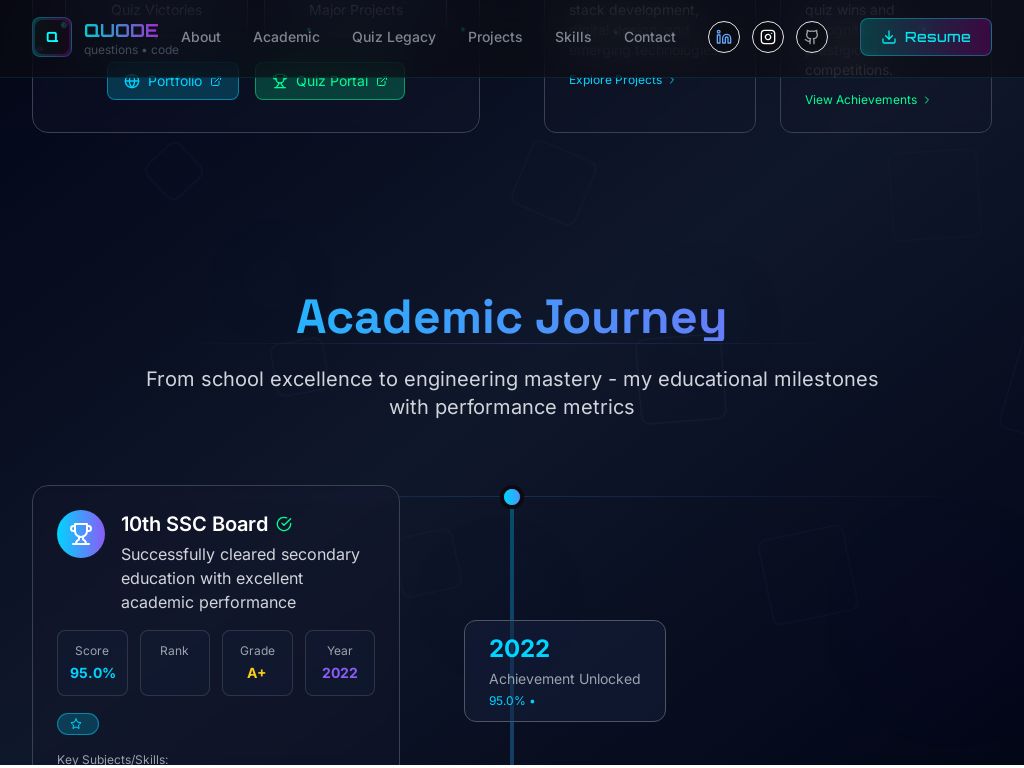 Quiz Victories
Major Projects
stack development,
emerging technolog
quiz wins and
competitions.
Q
QUODE
questions • code
About
Academic
Quiz Legacy
Projects
Skills
Contact
Resume
Portfolio
Quiz Portal
Explore Projects
View Achievements
Academic Journey
From school excellence to engineering mastery - my educational milestones
with performance metrics
10th SSC Board
Successfully cleared secondary
education with excellent
academic performance
Score
95.0%
Rank
Grade
A+
Year
2022
Key Subjects/Skills:
2022
Achievement Unlocked
95.0% •